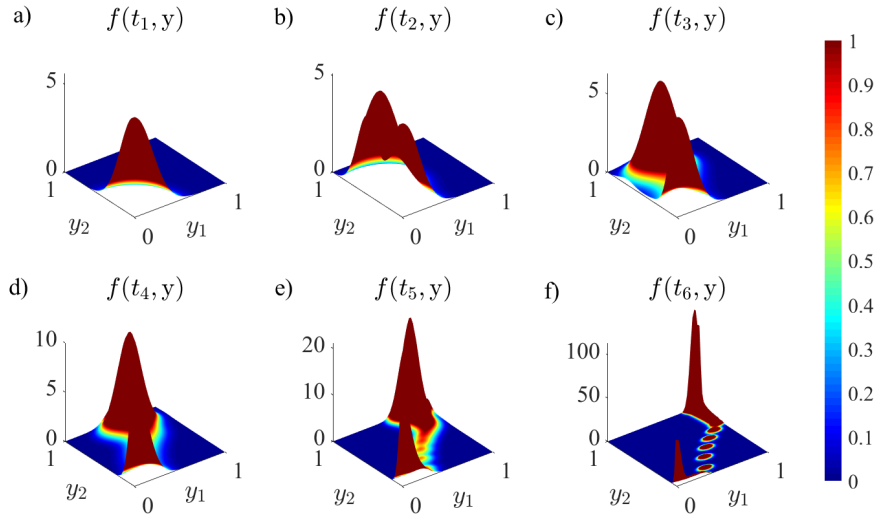 a) f(t₁, y)
5
0
1
y₂
0
y₁
1
b) f(t₂, y)
5
0
1
y₂
0
y₁
1
c) f(t₃, y)
5
0
1
y₂
0
y₁
1
d) f(t₄, y)
10
5
0
1
y₂
0
y₁
1
e) f(t₅, y)
20
10
0
1
y₂
0
y₁
1
f) f(t₆, y)
100
50
0
1
y₂
0
y₁
1
1
0.9
0.8
0.7
0.6
0.5
0.4
0.3
0.2
0.1
0